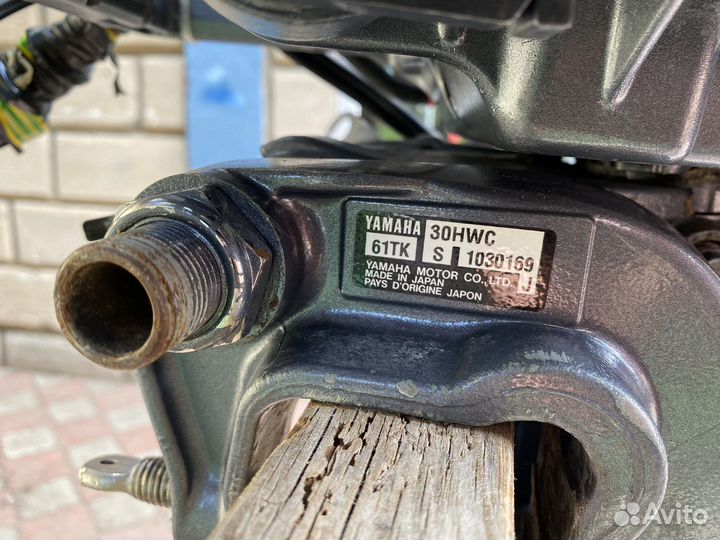 YAMAHA 30HWC
61TK S 1030169
YAMAHA MOTOR CO.,LTD. J
MADE IN JAPAN
PAYS D'ORIGINE JAPON
Avito